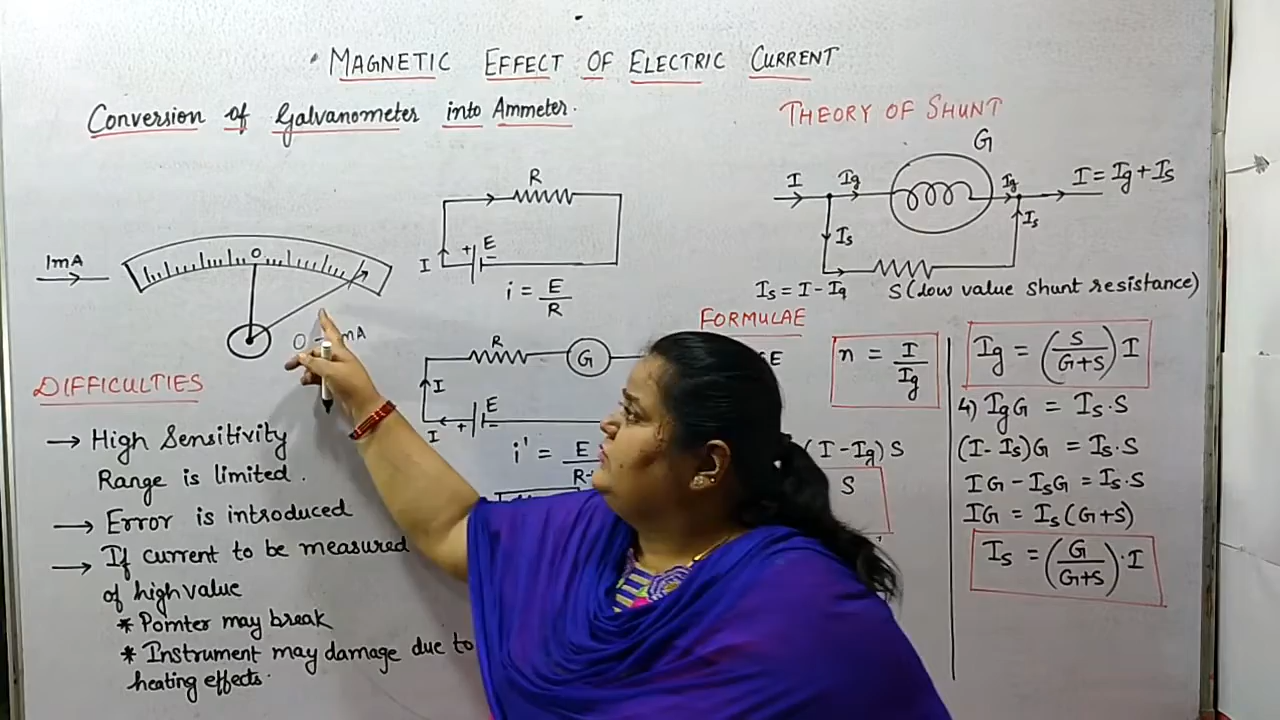 MAGNETIC EFFECT OF ELECTRIC CURRENT
Conversion of Galvanometer into Ammeter.
1mA
0
0 - mA
DIFFICULTIES
→ High Sensitivity
Range is limited.
→ Error is introduced
→ If current to be measured
of high value
* Pointer may break
* Instrument may damage due to
heating effects.
R
+ E -
I
i = E/R
R G
I
I + E -
i' = E/R+
THEORY OF SHUNT
G
I Ig Ig I = Ig + Is
Is Is
Is = I - Ig S (low value shunt resistance)
FORMULAE
n = I/Ig
(I - Ig) S
S
Ig = (S/G+S) I
4) IgG = Is·S
(I - Is)G = Is·S
IG - IsG = Is·S
IG = Is(G+S)
Is = (G/G+S)·I